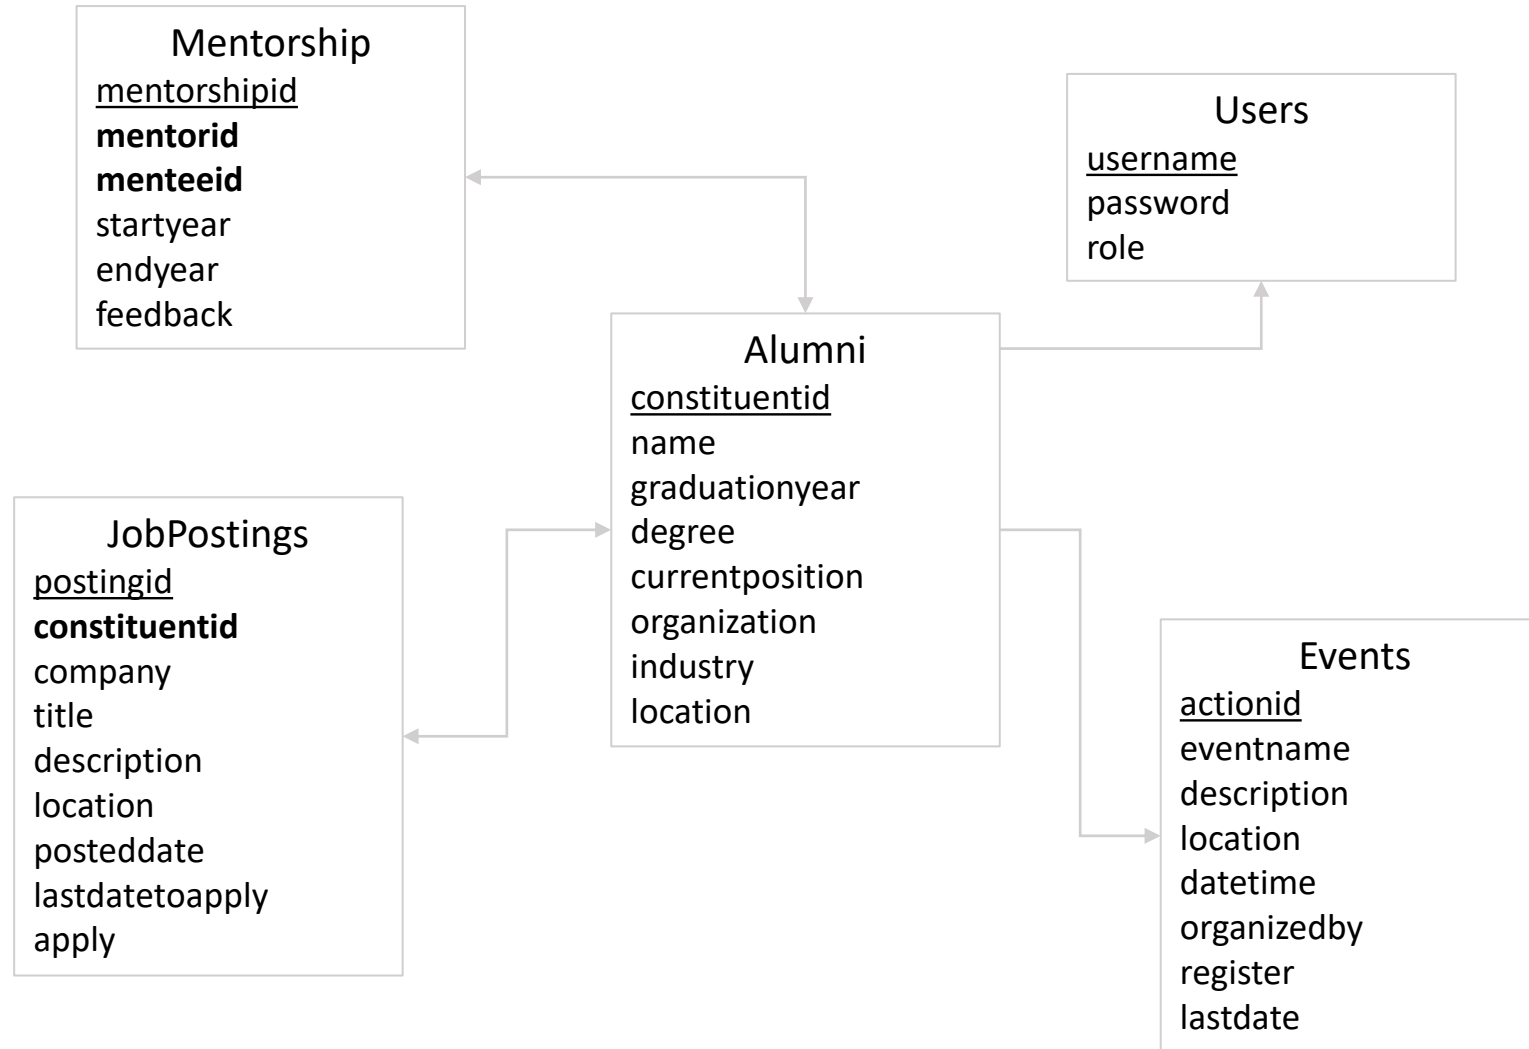 Mentorship
mentorshipid
mentorid
menteeid
startyear
endyear
feedback
Users
username
password
role
Alumni
constituentid
name
graduationyear
degree
currentposition
organization
industry
location
JobPostings
postingid
constituentid
company
title
description
location
posteddate
lastdatetoapply
apply
Events
actionid
eventname
description
location
datetime
organizedby
register
lastdate